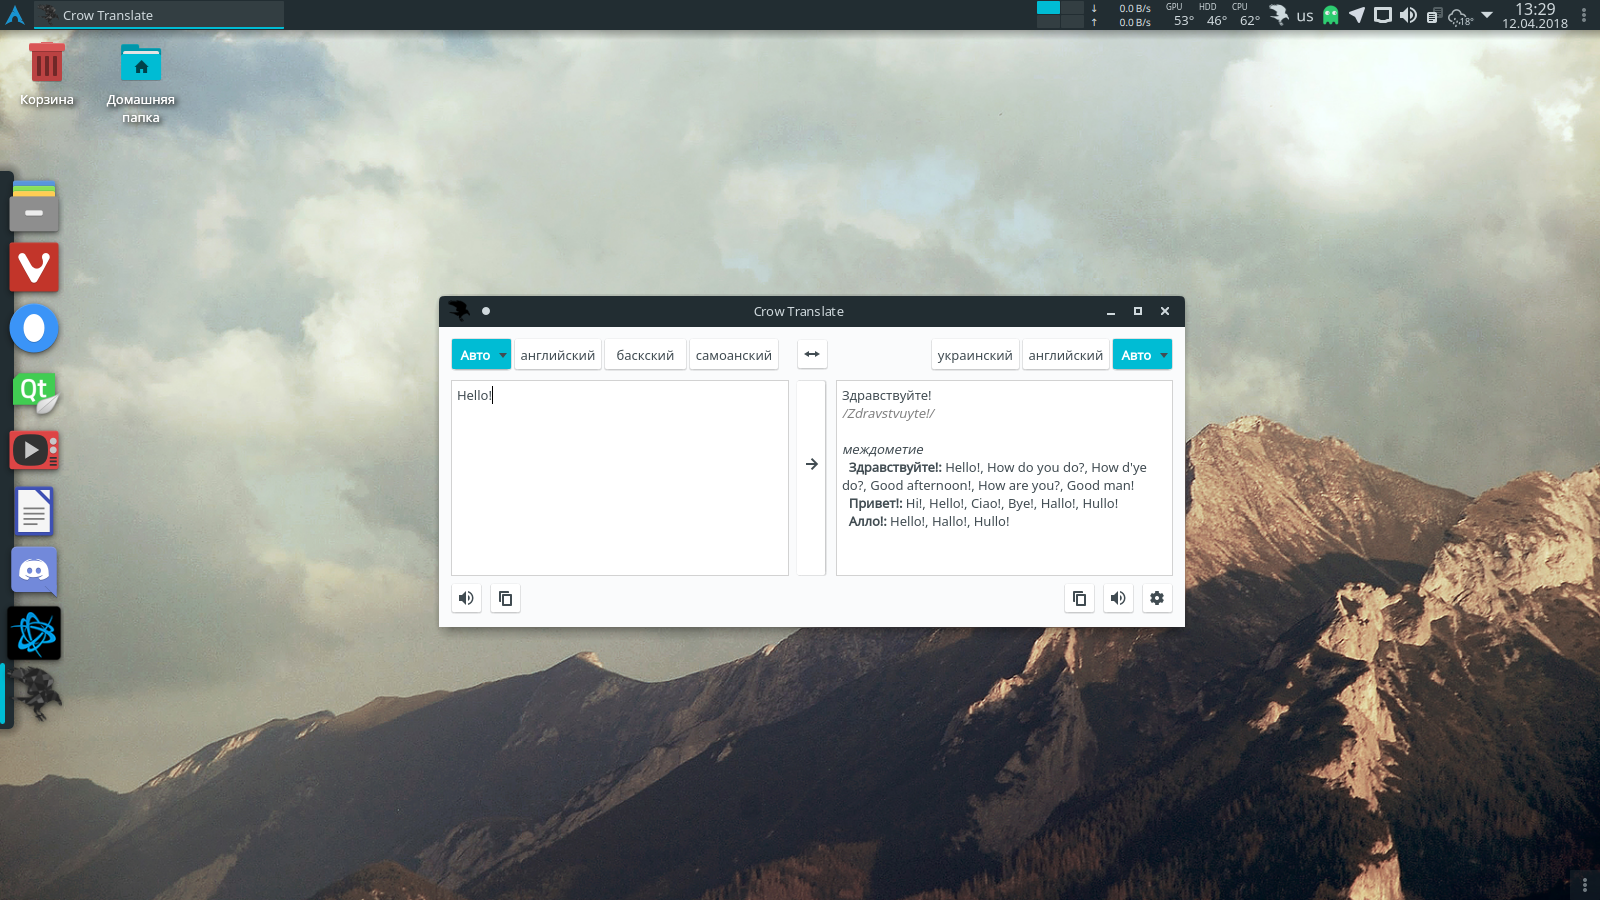 Crow Translate
↓ 0.0 B/s
↑ 0.0 B/s
GPU HDD CPU
53° 46° 62°
us
18°
13:29
12.04.2018
Корзина
Домашняя
папка
Qt
Crow Translate
Авто английский баскский самоанский
украинский английский Авто
Hello!
Здравствуйте!
/Zdravstvuyte!/
междометие
Здравствуйте!: Hello!, How do you do?, How d'ye
do?, Good afternoon!, How are you?, Good man!
Привет!: Hi!, Hello!, Ciao!, Bye!, Hallo!, Hullo!
Алло!: Hello!, Hallo!, Hullo!